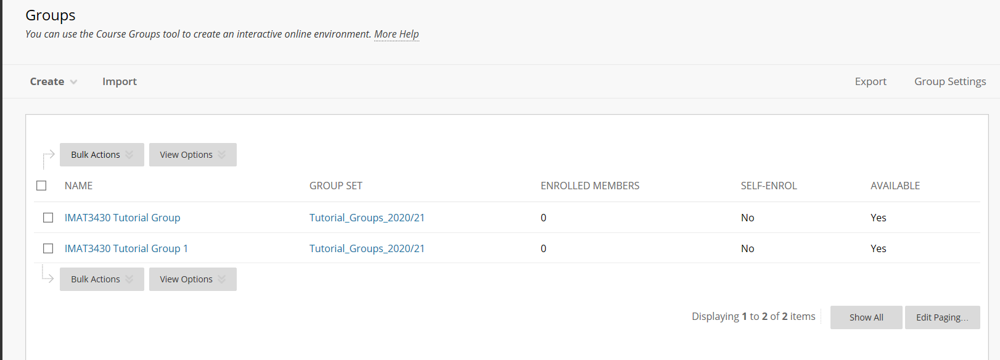 Groups
You can use the Course Groups tool to create an interactive online environment. More Help
Create Import Export Group Settings
Bulk Actions View Options
NAME GROUP SET ENROLLED MEMBERS SELF-ENROL AVAILABLE
IMAT3430 Tutorial Group Tutorial_Groups_2020/21 0 No Yes
IMAT3430 Tutorial Group 1 Tutorial_Groups_2020/21 0 No Yes
Bulk Actions View Options
Displaying 1 to 2 of 2 items Show All Edit Paging...